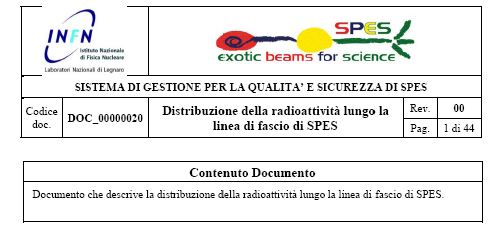 INFN
Istituto Nazionale
di Fisica Nucleare
Laboratori Nazionali di Legnaro
SPES
exotic beams for science
SISTEMA DI GESTIONE PER LA QUALITA' E SICUREZZA DI SPES
Codice doc.
DOC_00000020
Distribuzione della radioattività lungo la
linea di fascio di SPES
Rev.
00
Pag.
1 di 44
Contenuto Documento
Documento che descrive la distribuzione della radioattività lungo la linea di fascio di SPES.